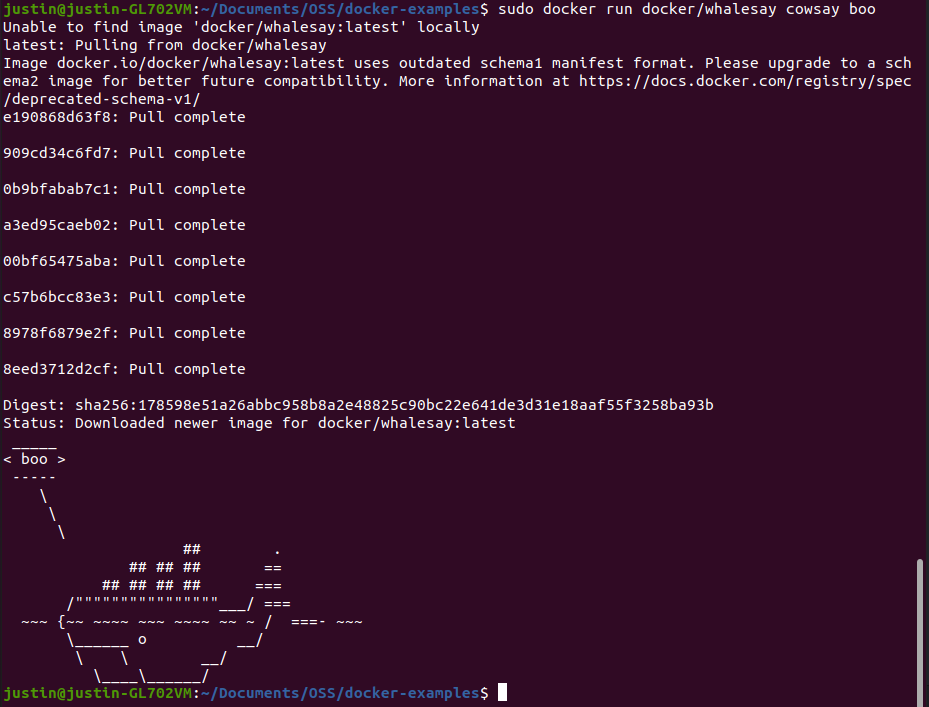 justin@justin-GL702VM:~/Documents/OSS/docker-examples$ sudo docker run docker/whalesay cowsay boo
Unable to find image 'docker/whalesay:latest' locally
latest: Pulling from docker/whalesay
Image docker.io/docker/whalesay:latest uses outdated schema1 manifest format. Please upgrade to a sch
ema2 image for better future compatibility. More information at https://docs.docker.com/registry/spec
/deprecated-schema-v1/
e190868d63f8: Pull complete
909cd34c6fd7: Pull complete
0b9bfabab7c1: Pull complete
a3ed95caeb02: Pull complete
00bf65475aba: Pull complete
c57b6bcc83e3: Pull complete
8978f6879e2f: Pull complete
8eed3712d2cf: Pull complete
Digest: sha256:178598e51a26abbc958b8a2e48825c90bc22e641de3d31e18aaf55f3258ba93b
Status: Downloaded newer image for docker/whalesay:latest
 _____
< boo >
 -----
    \
     \
      \
                    ##        .
              ## ## ##       ==
           ## ## ## ##      ===
       /""""""""""""""""___/ ===
  ~~~ {~~ ~~~~ ~~~ ~~~~ ~~ ~ /  ===- ~~~
       \______ o          __/
        \    \        __/
          \____\______/
justin@justin-GL702VM:~/Documents/OSS/docker-examples$